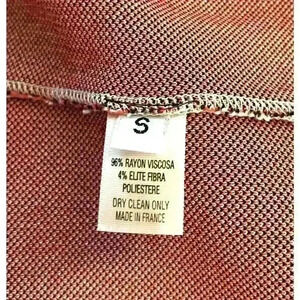 S
96% RAYON VISCOSA
4% ELITE FIBRA
POLIESTERE
DRY CLEAN ONLY
MADE IN FRANCE